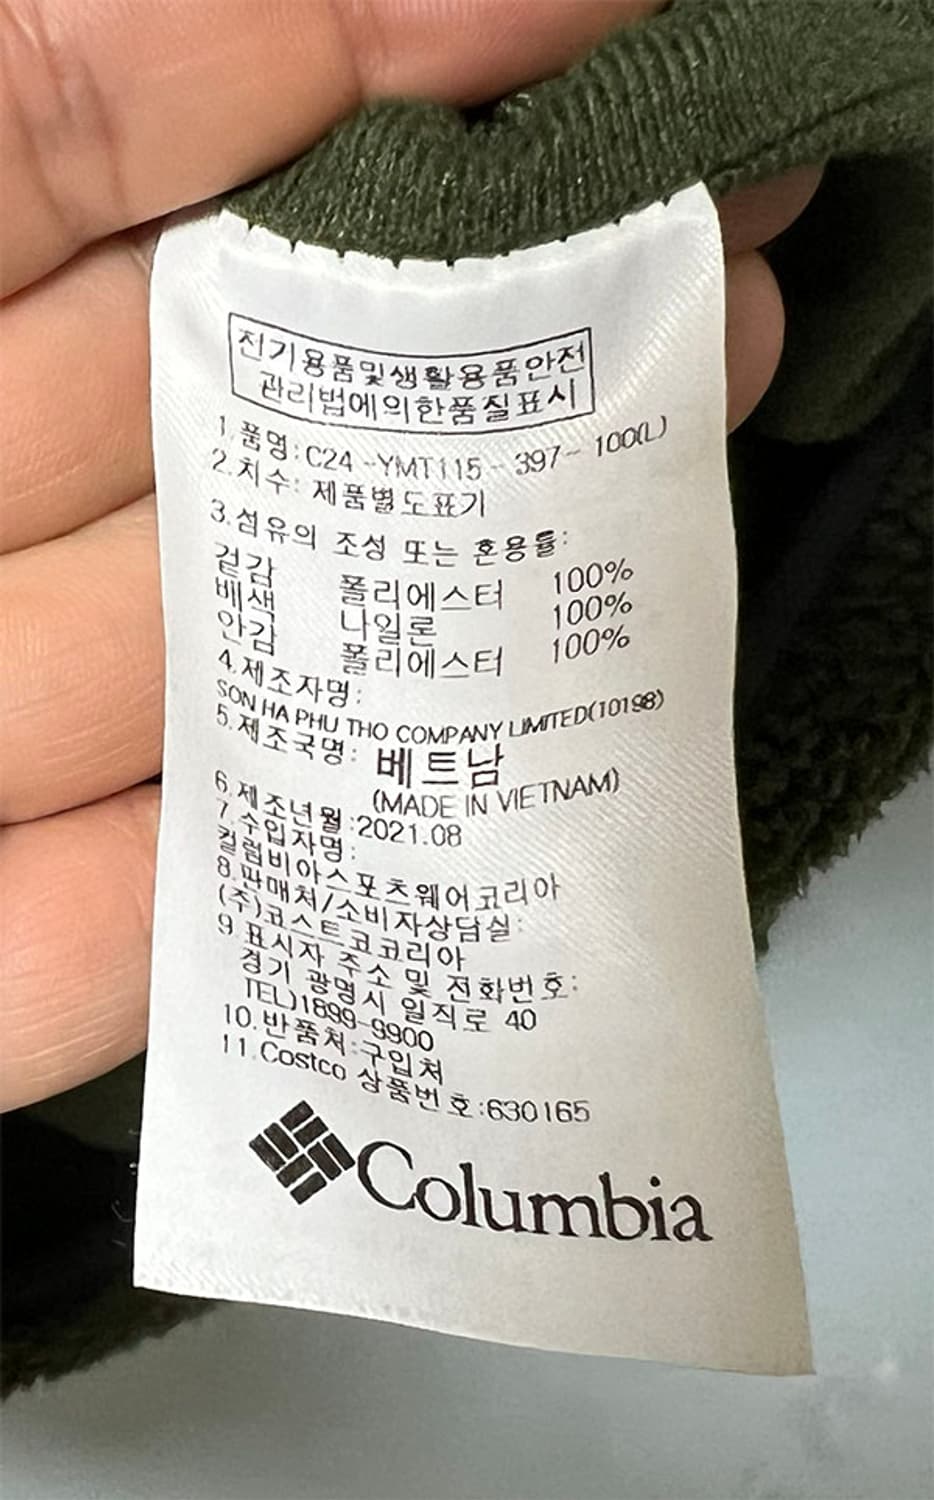 전기용품및생활용품안전
관리법에의한품질표시
1.품명:C24-YMT115-397-100(L)
2.치수: 제품별도표기
3.섬유의 조성 또는 혼용률:
겉감 폴리에스터 100%
배색 나일론 100%
안감 폴리에스터 100%
4.제조자명:
SON HA PHU THO COMPANY LIMITED(10198)
5.제조국명: 베트남
(MADE IN VIETNAM)
6.제조년월:2021.08
7.수입자명:
컬럼비아스포츠웨어코리아
8.판매처/소비자상담실:
(주)코스트코코리아
9.표시자 주소 및 전화번호:
경기 광명시 일직로 40
TEL)1899-9900
10.반품처:구입처
11.Costco 상품번호:630165
Columbia